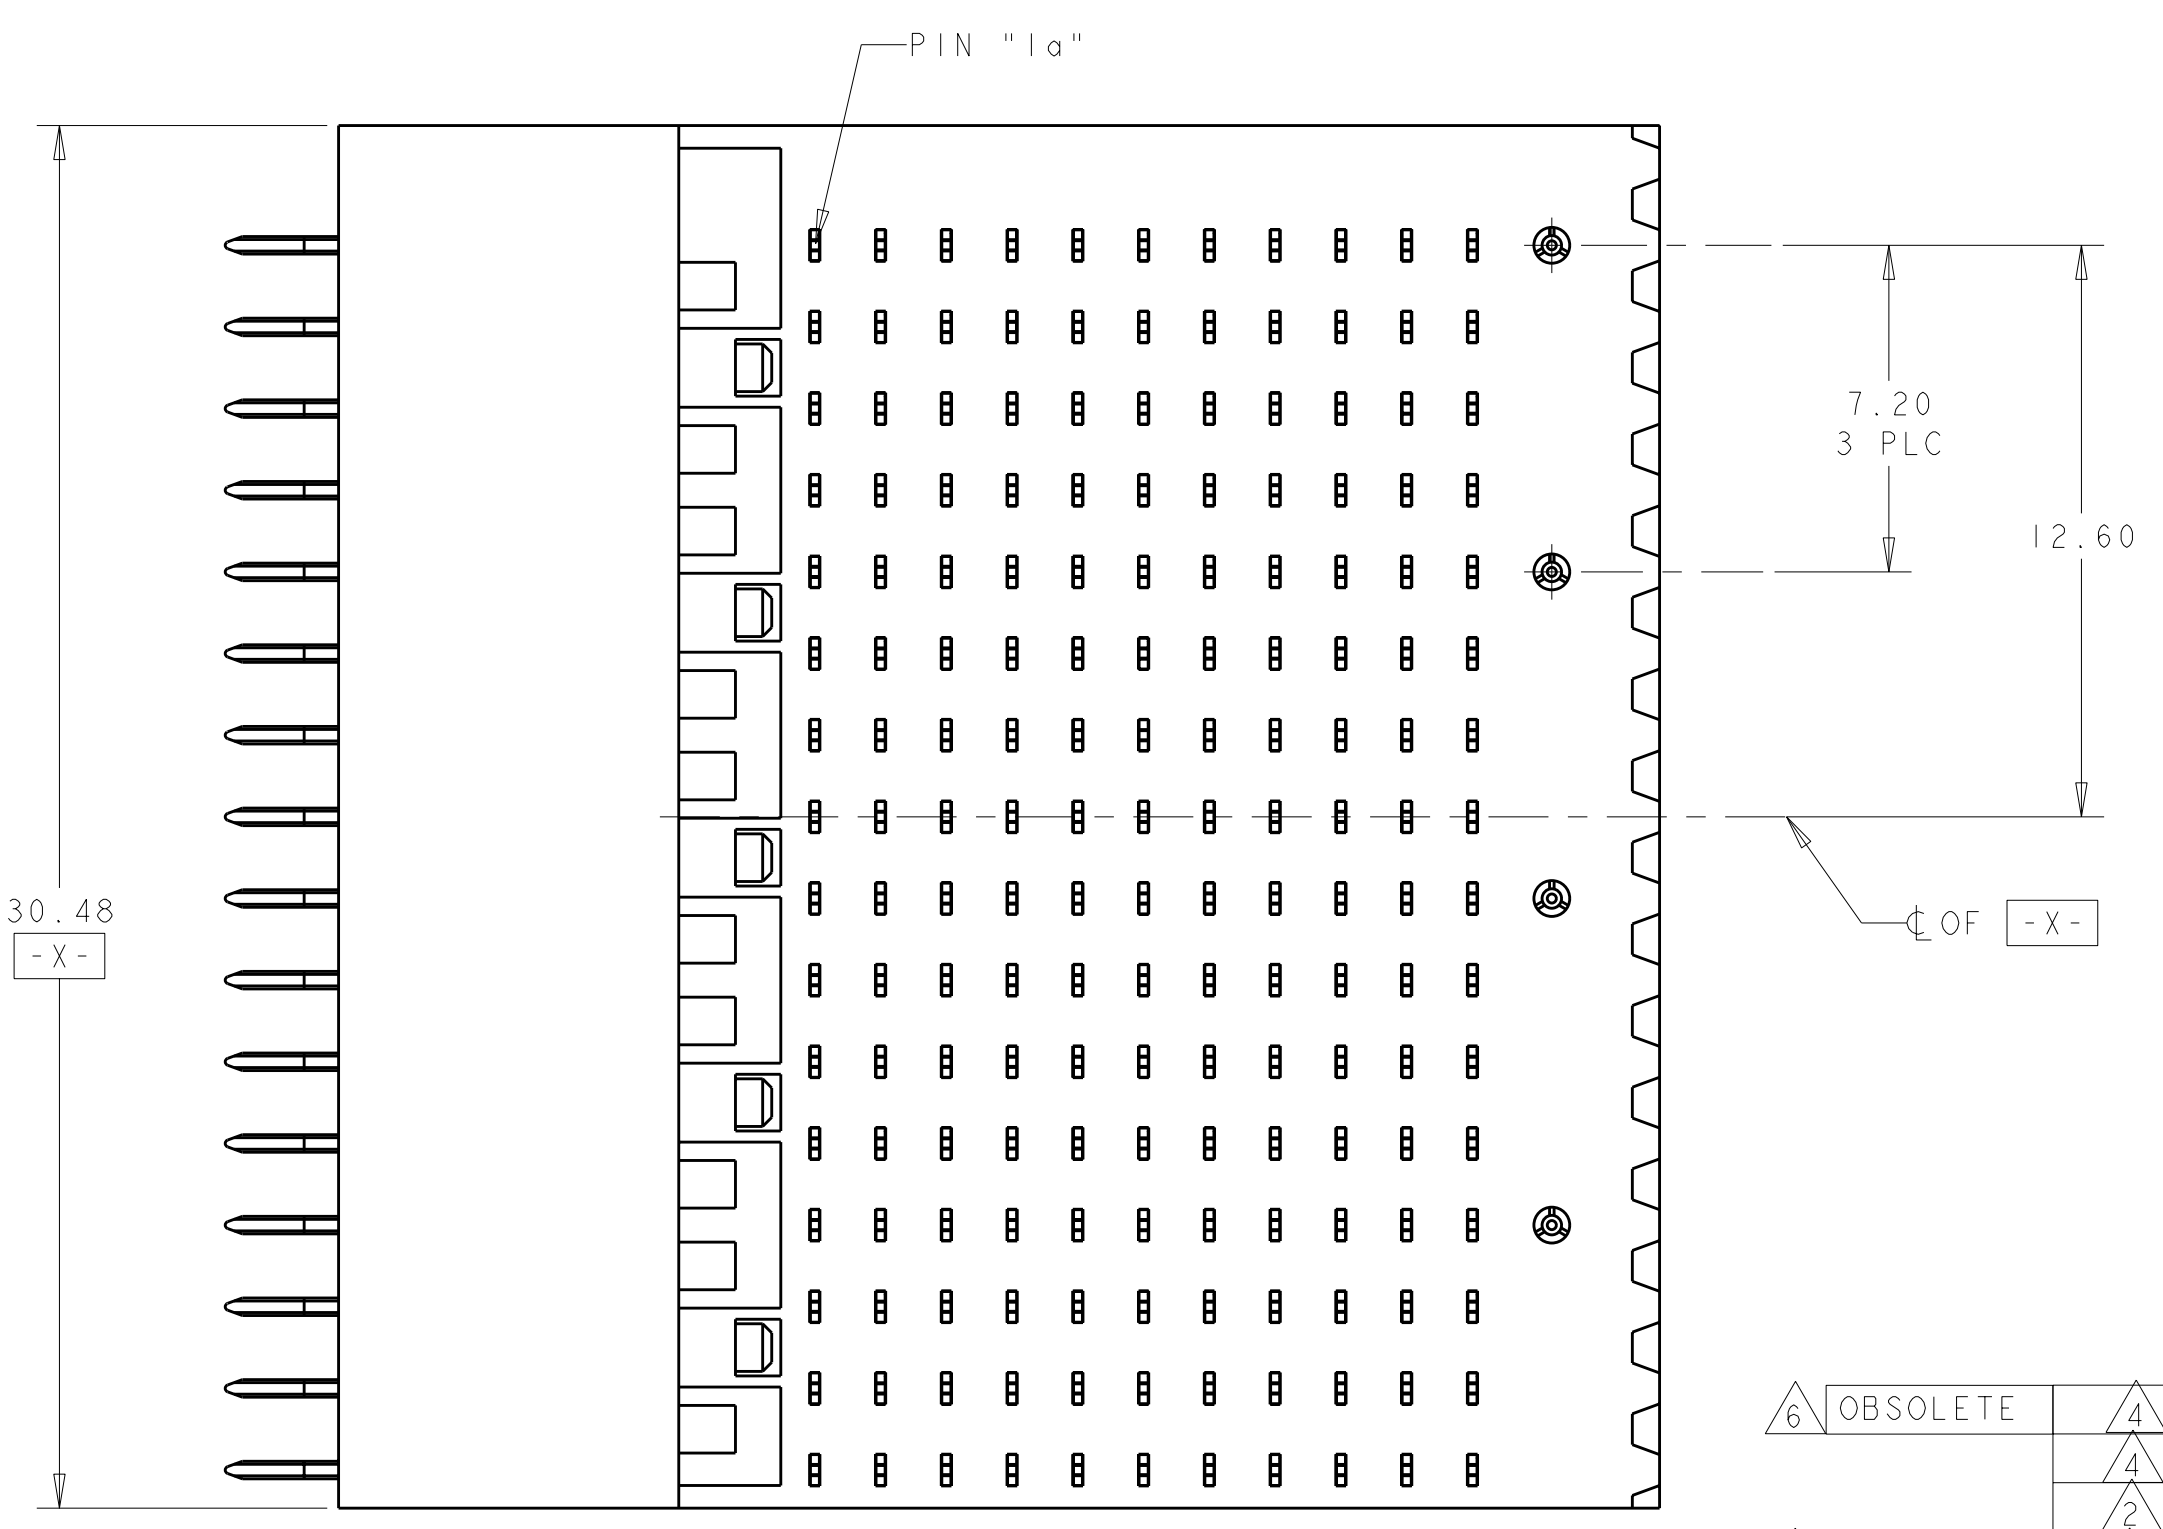 PIN "1a"
7.20
3 PLC
12.60
30.48
-X-
℄ OF -X-
6 OBSOLETE 4
4
2